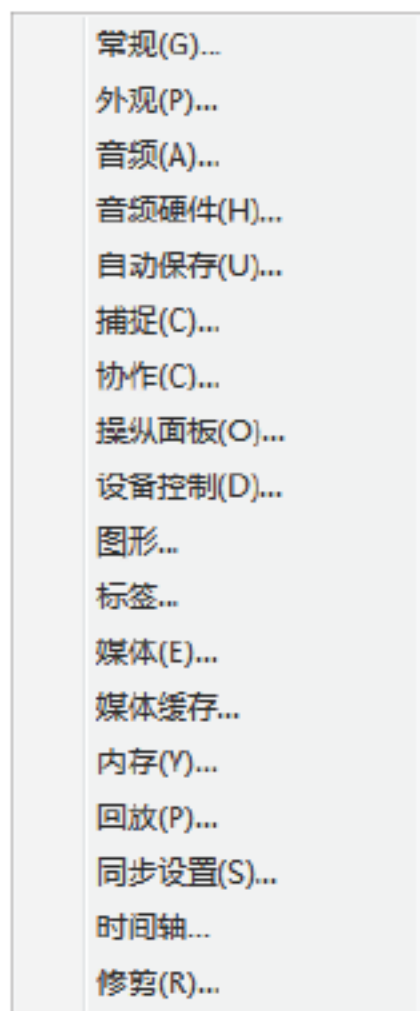 常规(G)...
外观(P)...
音频(A)...
音频硬件(H)...
自动保存(U)...
捕捉(C)...
协作(C)...
操纵面板(O)...
设备控制(D)...
图形...
标签...
媒体(E)...
媒体缓存...
内存(Y)...
回放(P)...
同步设置(S)...
时间轴...
修剪(R)...